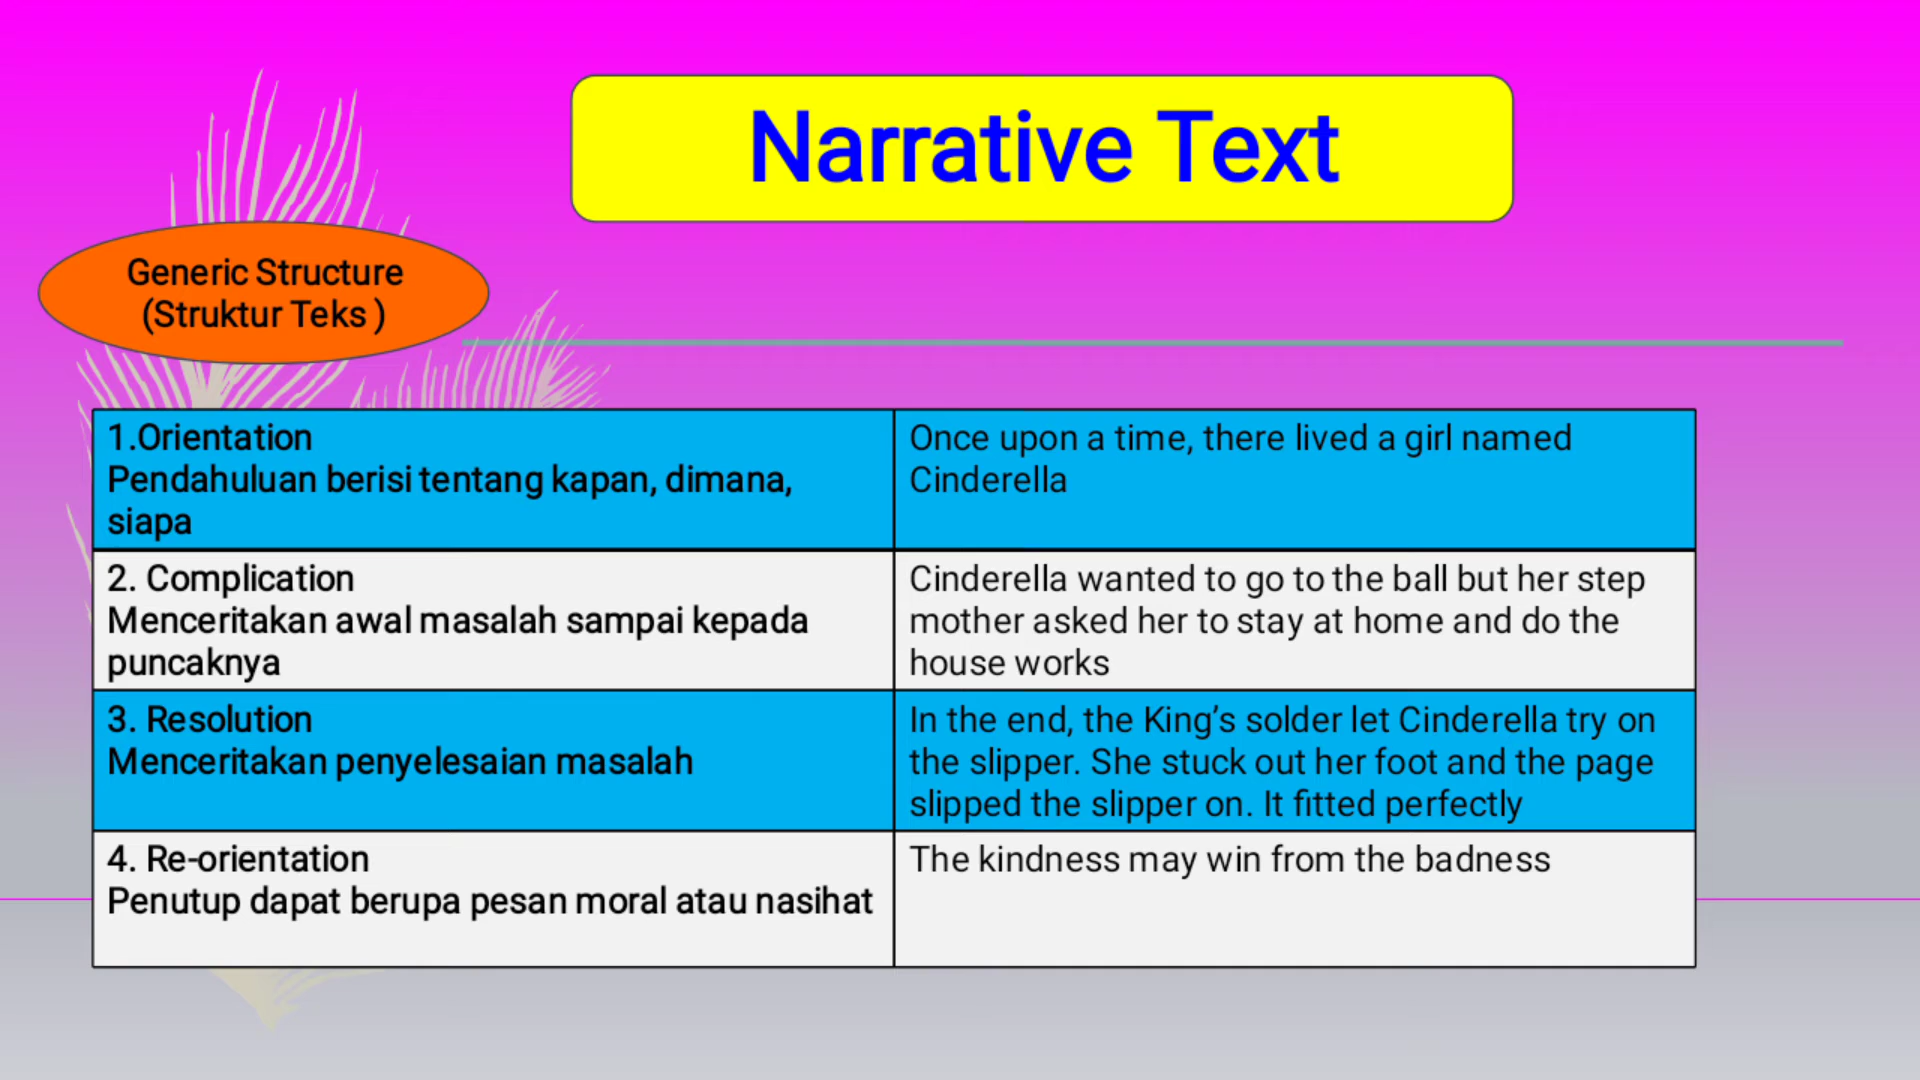 Narrative Text
Generic Structure
(Struktur Teks )
1.Orientation
Pendahuluan berisi tentang kapan, dimana,
siapa
Once upon a time, there lived a girl named
Cinderella
2. Complication
Menceritakan awal masalah sampai kepada
puncaknya
Cinderella wanted to go to the ball but her step
mother asked her to stay at home and do the
house works
3. Resolution
Menceritakan penyelesaian masalah
In the end, the King’s solder let Cinderella try on
the slipper. She stuck out her foot and the page
slipped the slipper on. It fitted perfectly
4. Re-orientation
Penutup dapat berupa pesan moral atau nasihat
The kindness may win from the badness